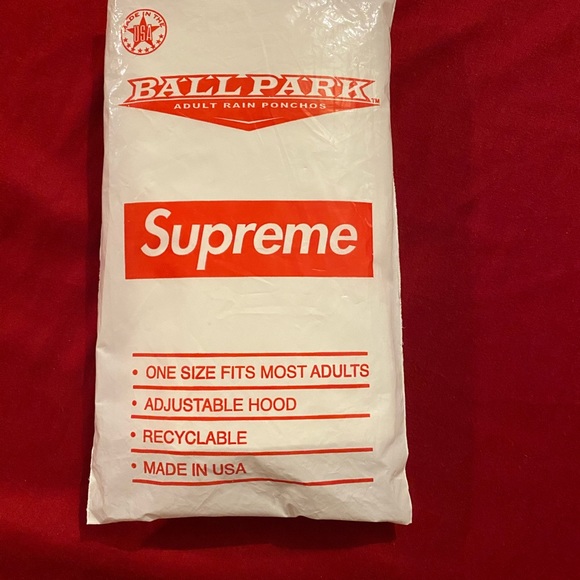 MADE IN THE
USA
BALLPARK™
ADULT RAIN PONCHOS
Supreme
• ONE SIZE FITS MOST ADULTS
• ADJUSTABLE HOOD
• RECYCLABLE
• MADE IN USA